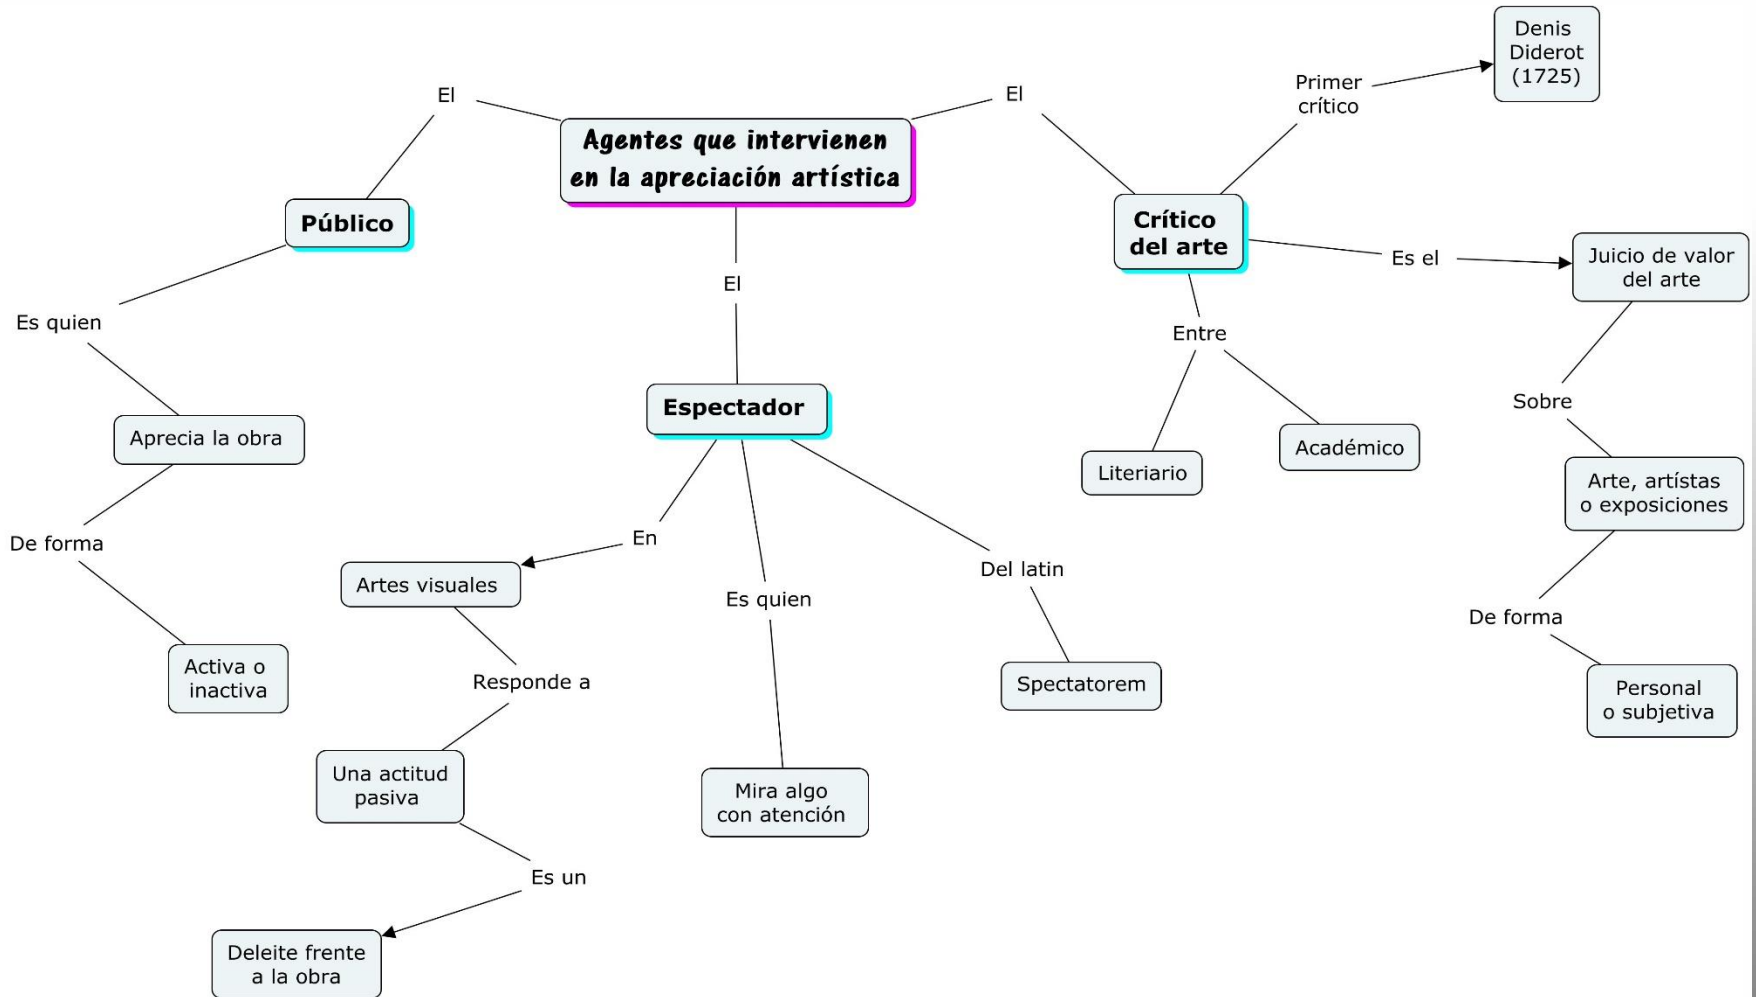 Agentes que intervienen
en la apreciación artística
El
Público
Es quien
Aprecia la obra
De forma
Activa o
inactiva
El
Espectador
En
Artes visuales
Responde a
Una actitud
pasiva
Es un
Deleite frente
a la obra
Es quien
Mira algo
con atención
Del latin
Spectatorem
El
Crítico
del arte
Primer
crítico
Denis
Diderot
(1725)
Entre
Literiario
Académico
Es el
Juicio de valor
del arte
Sobre
Arte, artístas
o exposiciones
De forma
Personal
o subjetiva